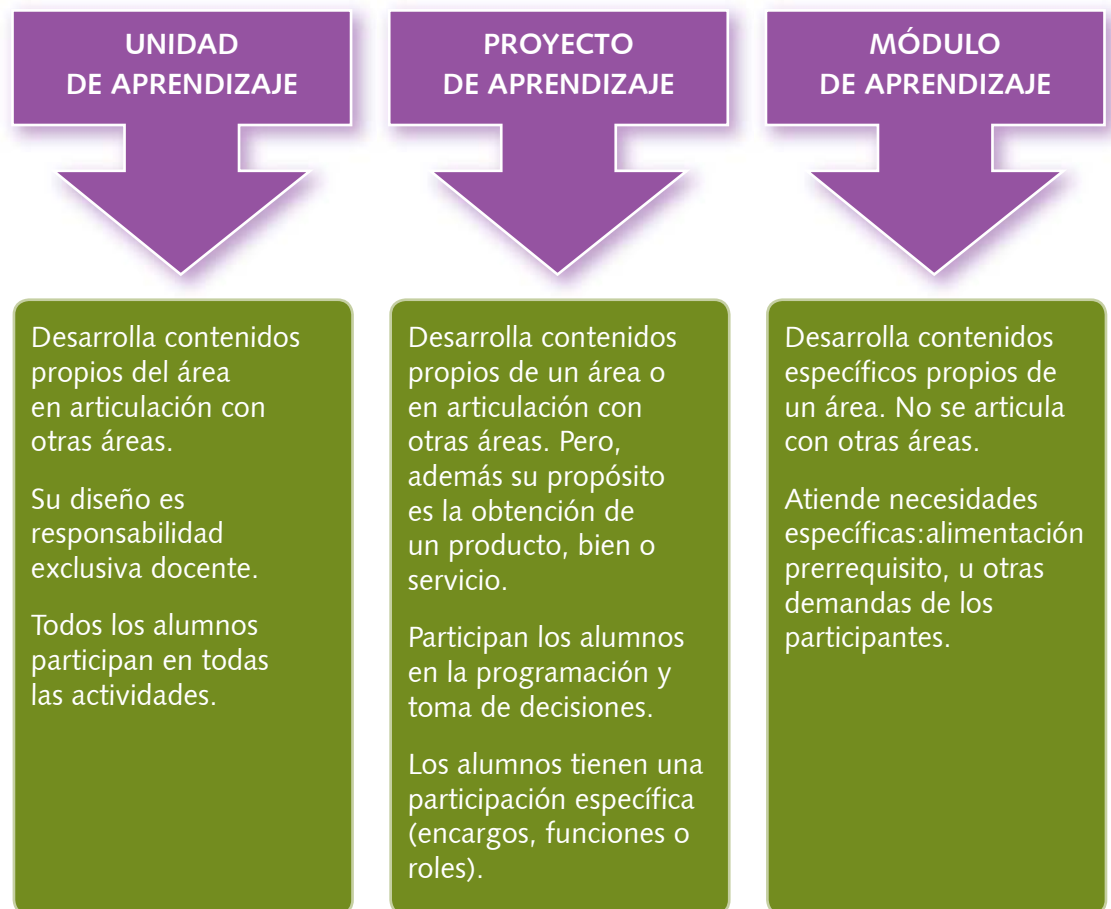 UNIDAD
DE APRENDIZAJE
Desarrolla contenidos
propios del área
en articulación con
otras áreas.
Su diseño es
responsabilidad
exclusiva docente.
Todos los alumnos
participan en todas
las actividades.
PROYECTO
DE APRENDIZAJE
Desarrolla contenidos
propios de un área o
en articulación con
otras áreas. Pero,
además su propósito
es la obtención de
un producto, bien o
servicio.
Participan los alumnos
en la programación y
toma de decisiones.
Los alumnos tienen una
participación específica
(encargos, funciones o
roles).
MÓDULO
DE APRENDIZAJE
Desarrolla contenidos
específicos propios de
un área. No se articula
con otras áreas.
Atiende necesidades
específicas:alimentación
prerrequisito, u otras
demandas de los
participantes.